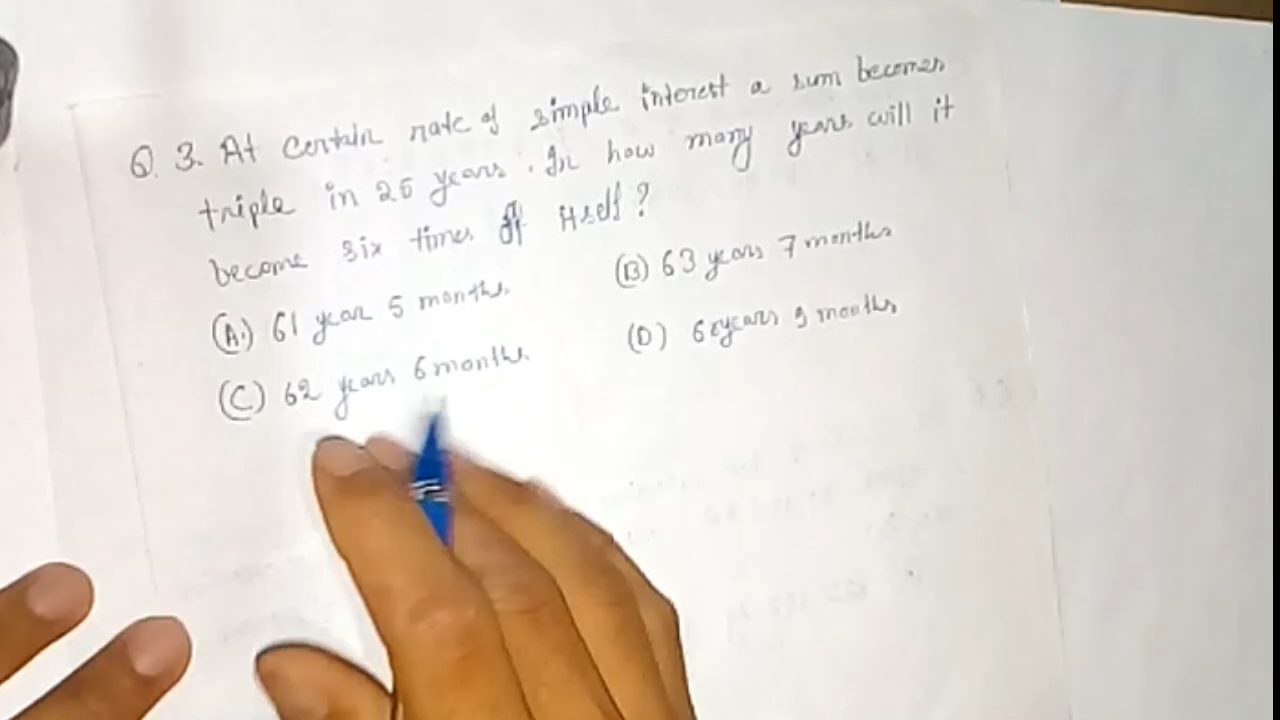 Q. 3. At certain rate of simple interest a sum becomes
triple in 25 years. In how many years will it
become six times of itself?
(A.) 61 year 5 months (B) 63 years 7 months
(C) 62 years 6 months (D) years 9 months